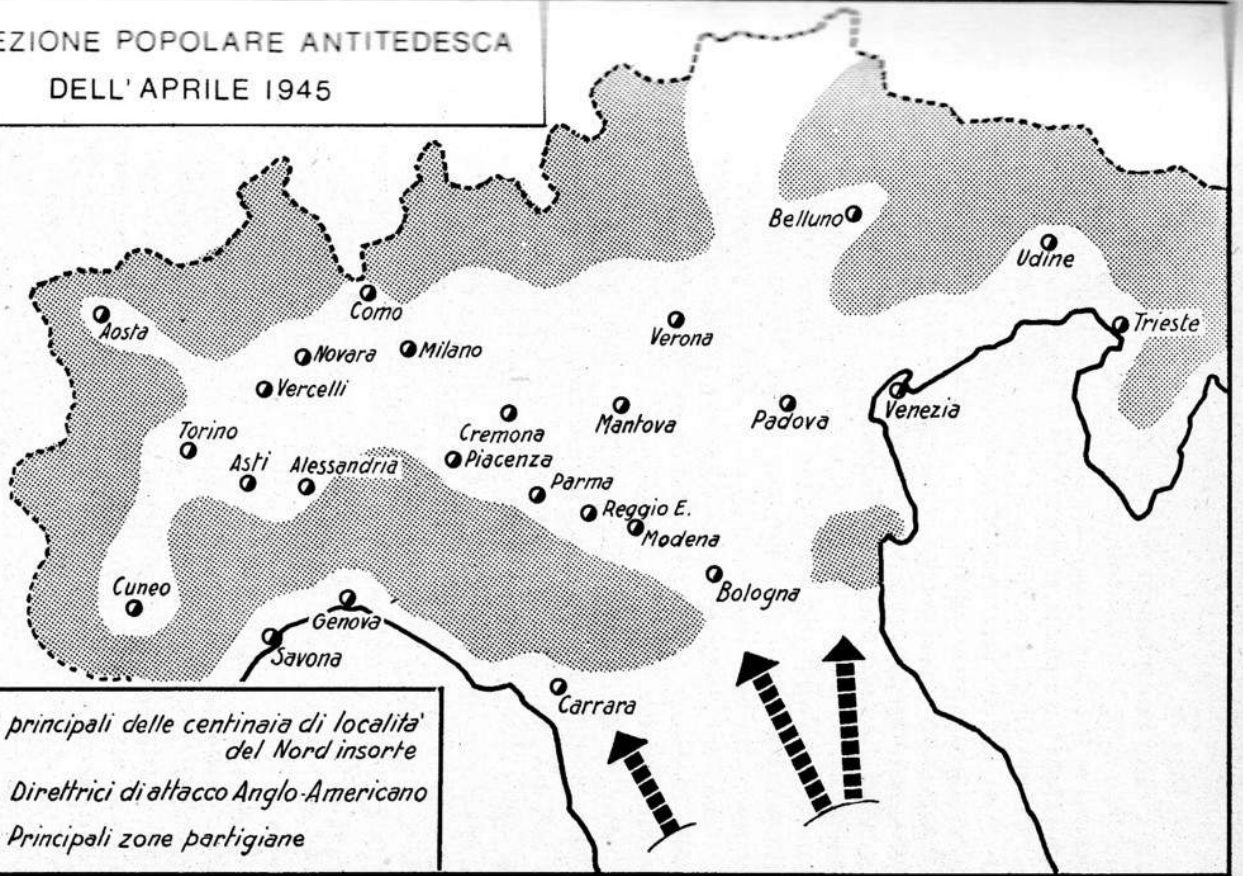 EZIONE POPOLARE ANTITEDESCA
DELL'APRILE 1945
Belluno
Udine
Trieste
Aosta
Como
Novara
Milano
Verona
Vercelli
Venezia
Torino
Cremona
Mantova
Padova
Asti
Alessandria
Piacenza
Parma
Reggio E.
Modena
Cuneo
Genova
Bologna
Savona
Carrara
principali delle centinaia di localita'
del Nord insorte
Direttrici di attacco Anglo-Americano
Principali zone partigiane